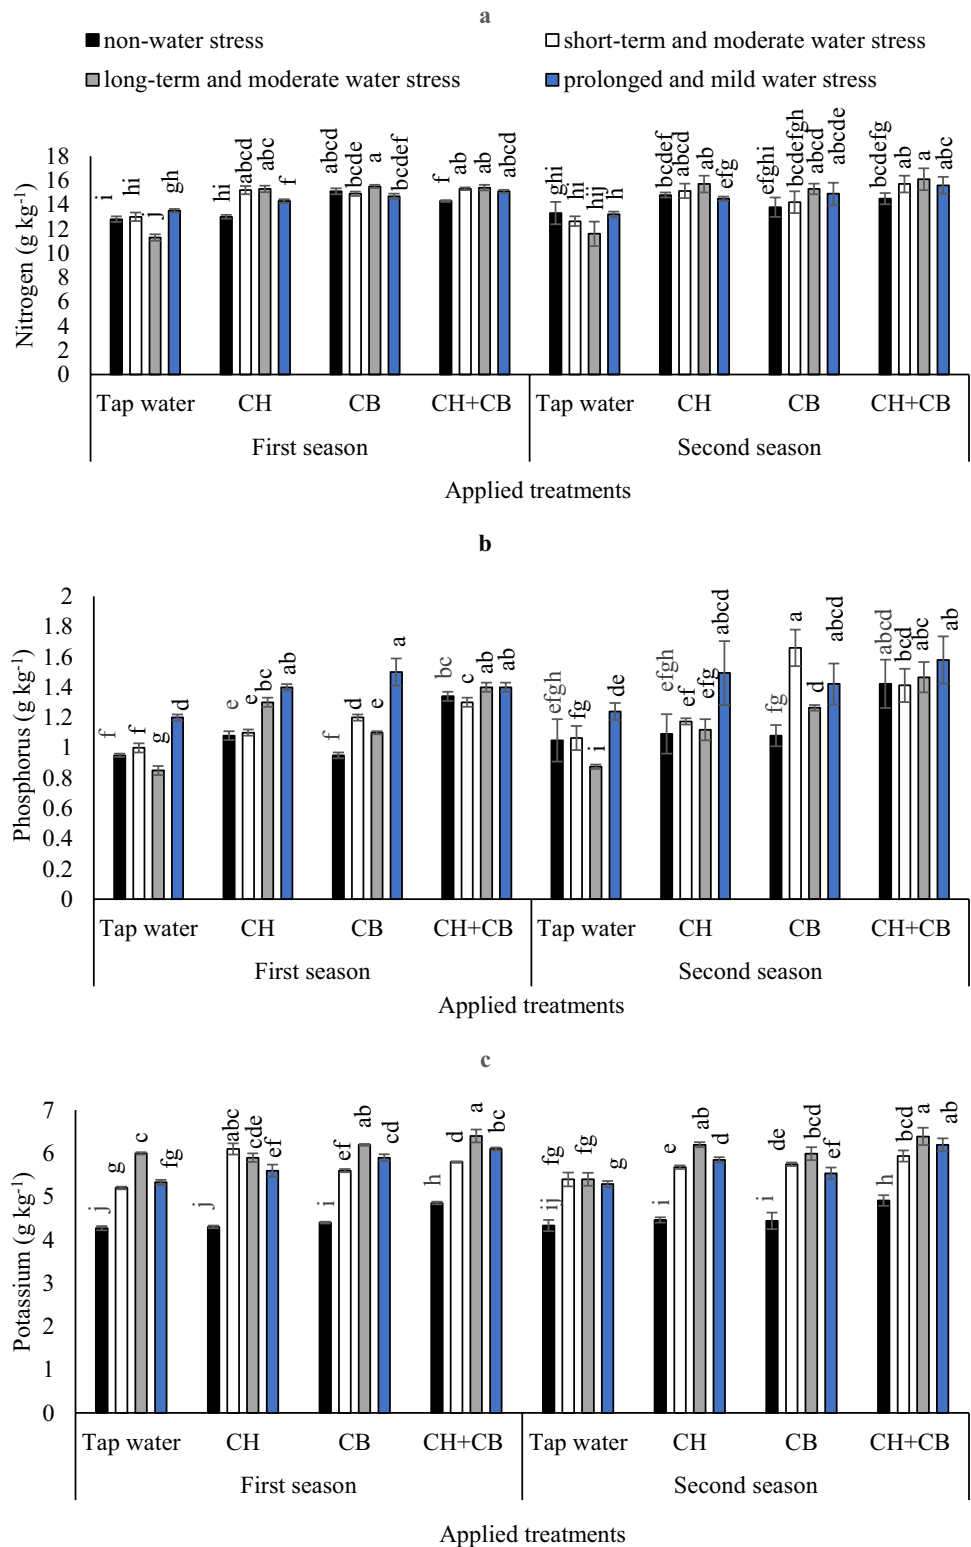 a
non-water stress
short-term and moderate water stress
long-term and moderate water stress
prolonged and mild water stress
Nitrogen (g kg⁻¹)
18
16
14
12
10
8
6
4
2
0
i hi j gh hi abcd abc f abcd bcde a bcdef f ab ab abcd ghi hi hij h bcdef abcd ab efg efghi bcdefgh abcd abcde bcdefg ab a abc
Tap water CH CB CH+CB Tap water CH CB CH+CB
First season Second season
Applied treatments
b
Phosphorus (g kg⁻¹)
2
1.8
1.6
1.4
1.2
1
0.8
0.6
0.4
0.2
0
f f g d e e bc ab f d e a bc c ab ab efgh fg i de efgh ef efg abcd fg a d abcd abcd bcd abc ab
Tap water CH CB CH+CB Tap water CH CB CH+CB
First season Second season
Applied treatments
c
Potassium (g kg⁻¹)
7
6
5
4
3
2
1
0
j g c fg j abc cde ef i ef ab cd h d a bc ij fg fg g i e ab d i de bcd ef h bcd a ab
Tap water CH CB CH+CB Tap water CH CB CH+CB
First season Second season
Applied treatments